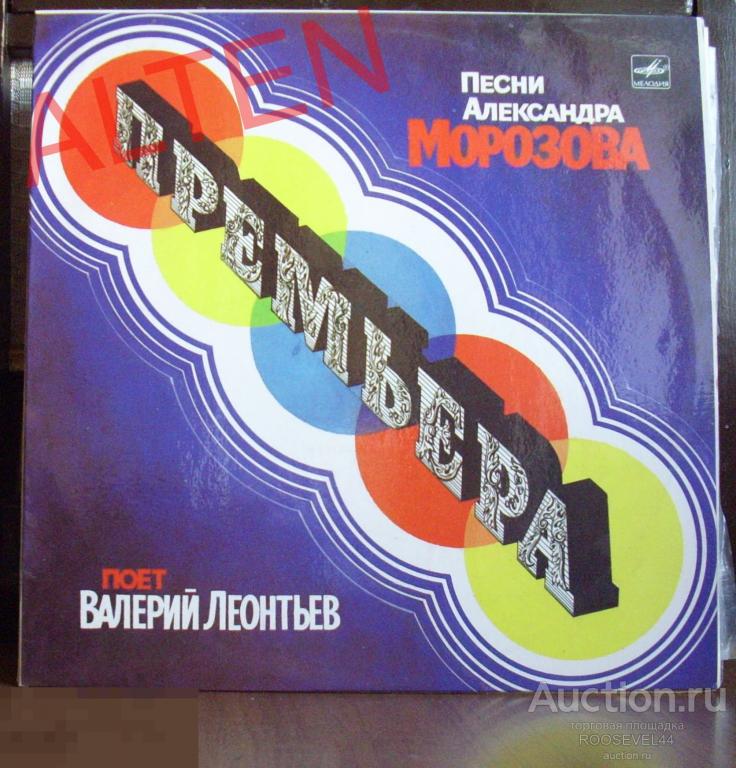 ALTEN
ПЕСНИ
АЛЕКСАНДРА
МОРОЗОВА
МЕЛОДИЯ
ПРЕМЬЕРА
ПОЕТ
ВАЛЕРИЙ ЛЕОНТЬЕВ
Auction.ru
торговая площадка
ROOSEVEL44
auction.ru